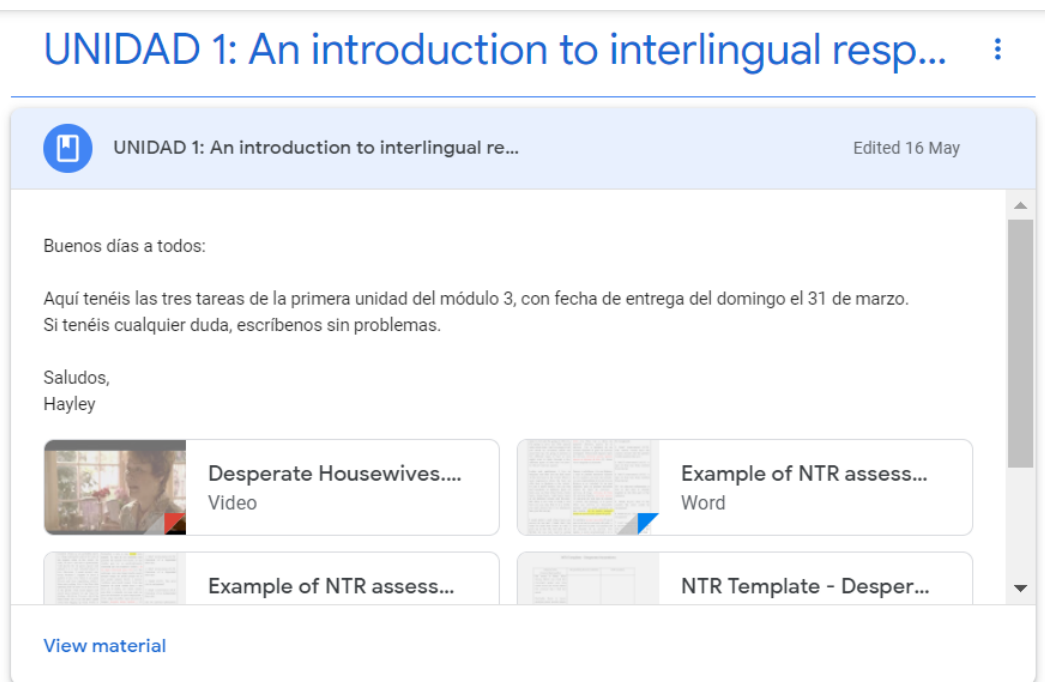 UNIDAD 1: An introduction to interlingual resp...
UNIDAD 1: An introduction to interlingual re...
Edited 16 May
Buenos días a todos:
Aquí tenéis las tres tareas de la primera unidad del módulo 3, con fecha de entrega del domingo el 31 de marzo.
Si tenéis cualquier duda, escríbenos sin problemas.
Saludos,
Hayley
Desperate Housewives....
Video
Example of NTR assess...
Word
Example of NTR assess...
NTR Template - Desper...
View material